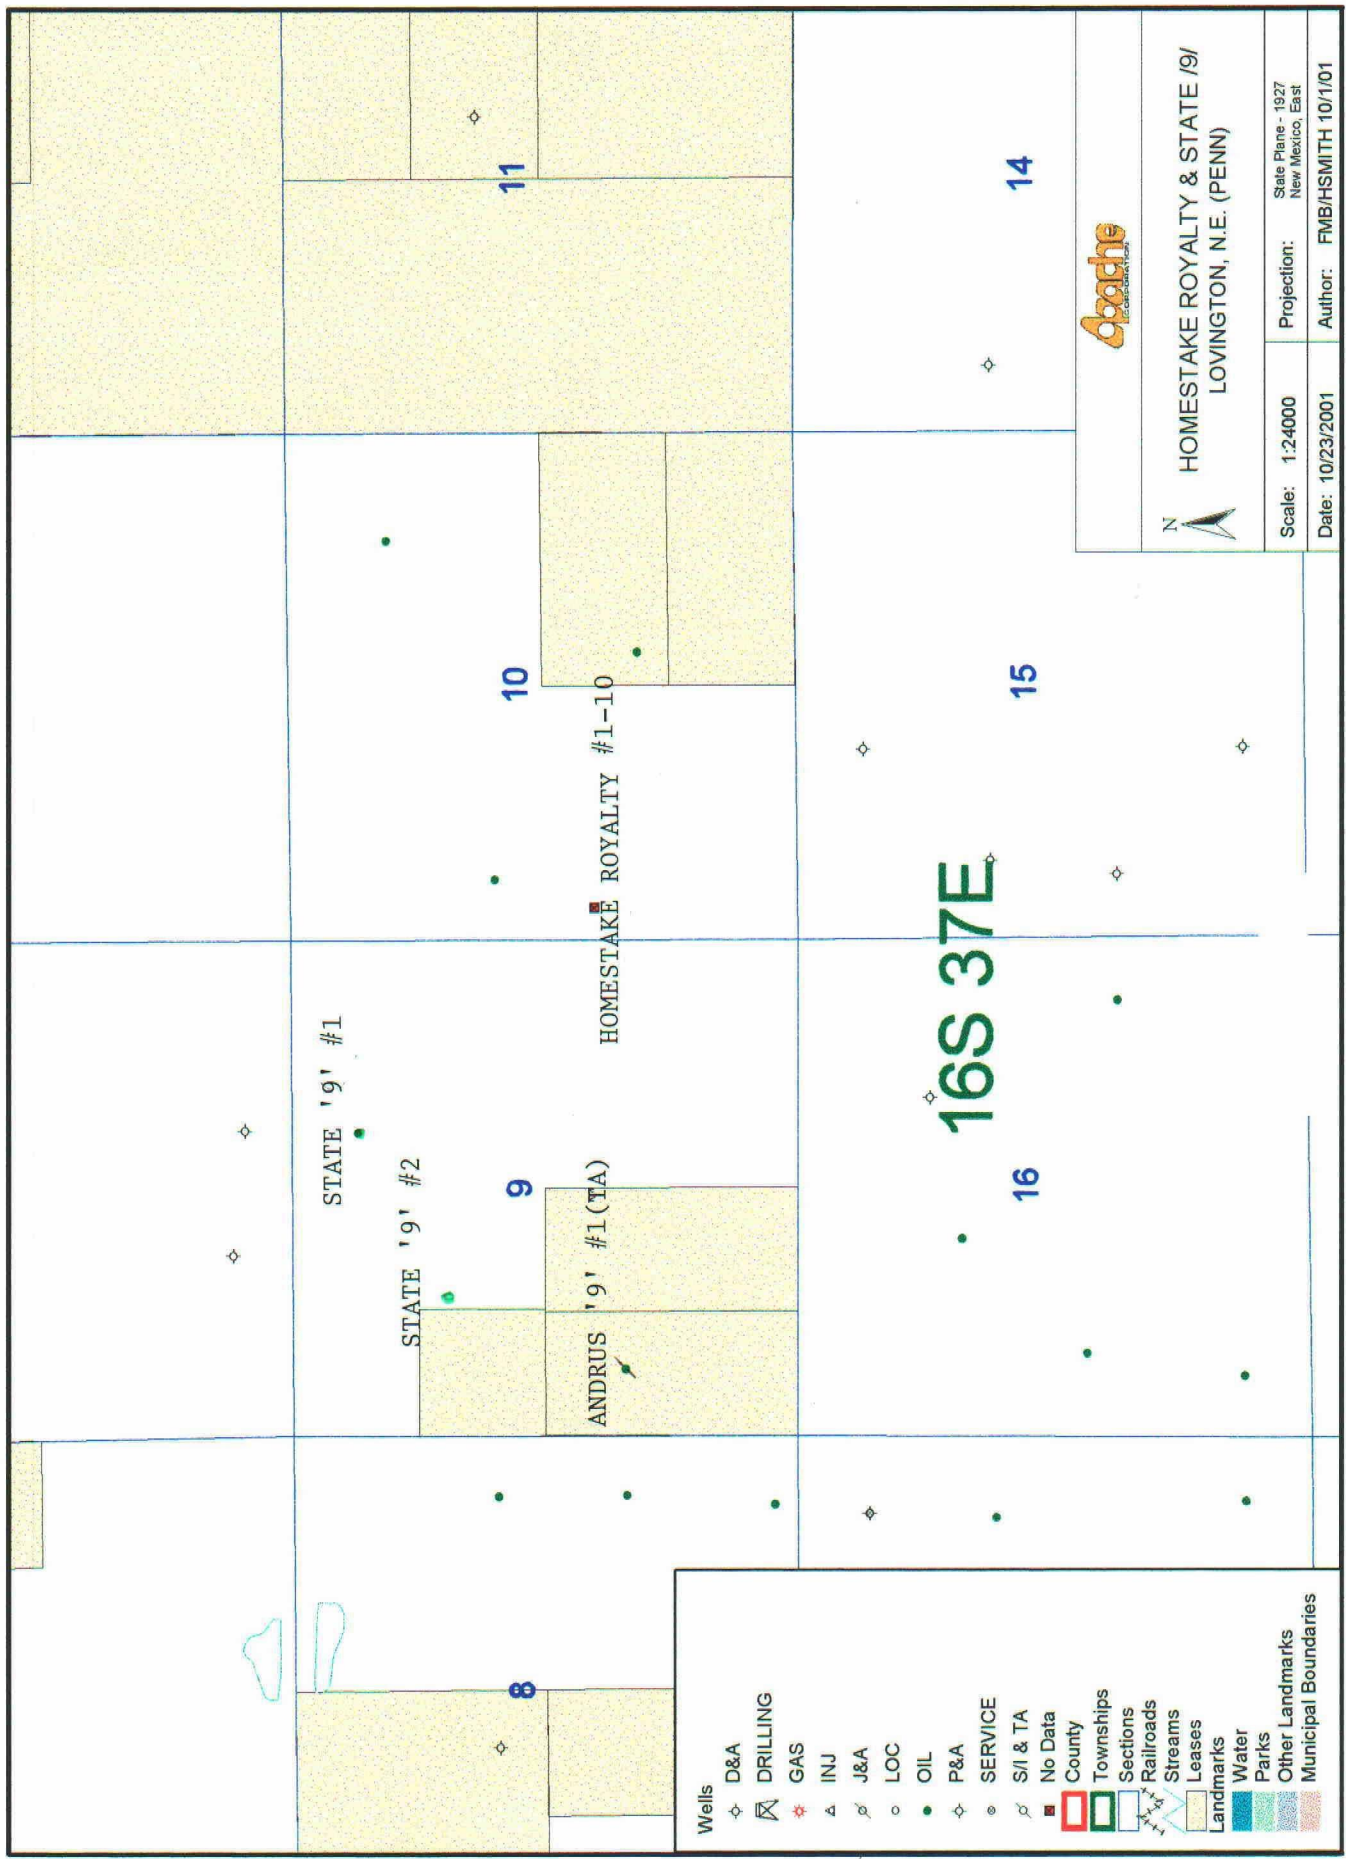 8
9
10
11
16
15
14
STATE '9' #1
STATE '9' #2
ANDRUS '9' #1(TA)
HOMESTAKE ROYALTY #1-10
16S 37E
Wells
D&A
DRILLING
GAS
INJ
J&A
LOC
OIL
P&A
SERVICE
S/I & TA
No Data
County
Townships
Sections
Railroads
Streams
Leases
Landmarks
Water
Parks
Other Landmarks
Municipal Boundaries
Apache
CORPORATION
N
HOMESTAKE ROYALTY & STATE /9/
LOVINGTON, N.E. (PENN)
Scale: 1:24000
Projection: State Plane - 1927
New Mexico, East
Date: 10/23/2001
Author: FMB/HSMITH 10/1/01